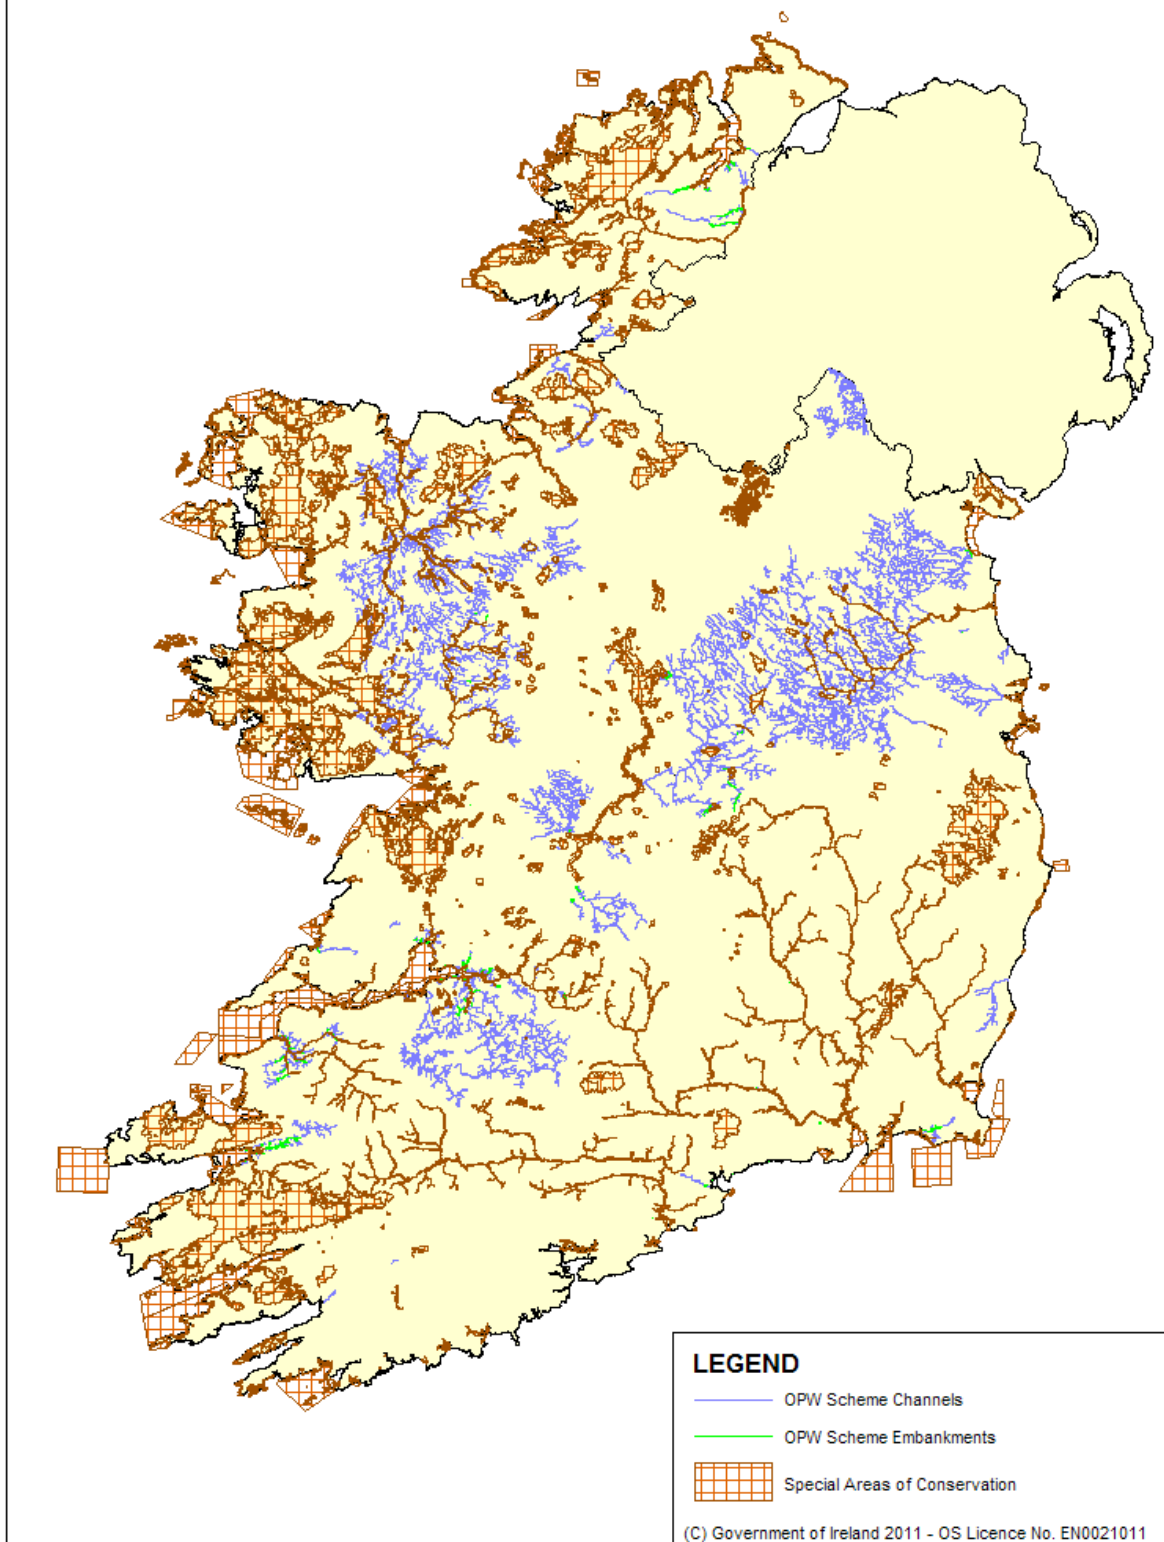 LEGEND
OPW Scheme Channels
OPW Scheme Embankments
Special Areas of Conservation
(C) Government of Ireland 2011 - OS Licence No. EN0021011